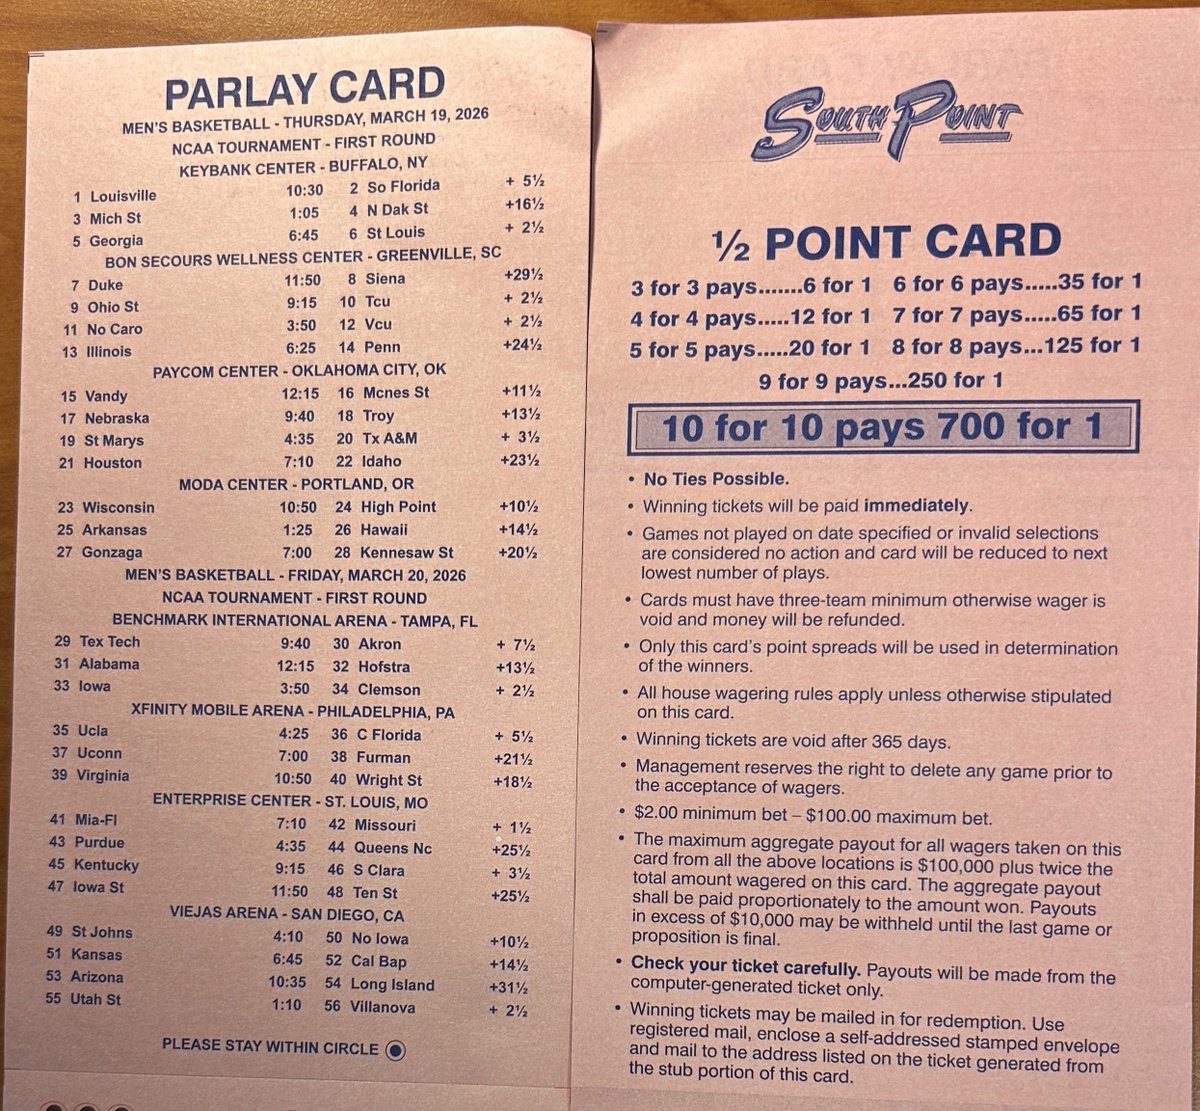 PARLAY CARD
MEN'S BASKETBALL - THURSDAY, MARCH 19, 2026
NCAA TOURNAMENT - FIRST ROUND
KEYBANK CENTER - BUFFALO, NY
1 Louisville 10:30 2 So Florida + 5½
3 Mich St 1:05 4 N Dak St +16½
5 Georgia 6:45 6 St Louis + 2½
BON SECOURS WELLNESS CENTER - GREENVILLE, SC
7 Duke 11:50 8 Siena +29½
9 Ohio St 9:15 10 Tcu + 2½
11 No Caro 3:50 12 Vcu + 2½
13 Illinois 6:25 14 Penn +24½
PAYCOM CENTER - OKLAHOMA CITY, OK
15 Vandy 12:15 16 Mcnes St +11½
17 Nebraska 9:40 18 Troy +13½
19 St Marys 4:35 20 Tx A&M + 3½
21 Houston 7:10 22 Idaho +23½
MODA CENTER - PORTLAND, OR
23 Wisconsin 10:50 24 High Point +10½
25 Arkansas 1:25 26 Hawaii +14½
27 Gonzaga 7:00 28 Kennesaw St +20½
MEN'S BASKETBALL - FRIDAY, MARCH 20, 2026
NCAA TOURNAMENT - FIRST ROUND
BENCHMARK INTERNATIONAL ARENA - TAMPA, FL
29 Tex Tech 9:40 30 Akron + 7½
31 Alabama 12:15 32 Hofstra +13½
33 Iowa 3:50 34 Clemson + 2½
XFINITY MOBILE ARENA - PHILADELPHIA, PA
35 Ucla 4:25 36 C Florida + 5½
37 Uconn 7:00 38 Furman +21½
39 Virginia 10:50 40 Wright St +18½
ENTERPRISE CENTER - ST. LOUIS, MO
41 Mia-Fl 7:10 42 Missouri + 1½
43 Purdue 4:35 44 Queens Nc +25½
45 Kentucky 9:15 46 S Clara + 3½
47 Iowa St 11:50 48 Ten St +25½
VIEJAS ARENA - SAN DIEGO, CA
49 St Johns 4:10 50 No Iowa +10½
51 Kansas 6:45 52 Cal Bap +14½
53 Arizona 10:35 54 Long Island +31½
55 Utah St 1:10 56 Villanova + 2½
PLEASE STAY WITHIN CIRCLE
SOUTH POINT
½ POINT CARD
3 for 3 pays.......6 for 1 6 for 6 pays.....35 for 1
4 for 4 pays.....12 for 1 7 for 7 pays.....65 for 1
5 for 5 pays.....20 for 1 8 for 8 pays...125 for 1
9 for 9 pays...250 for 1
10 for 10 pays 700 for 1
• No Ties Possible.
• Winning tickets will be paid immediately.
• Games not played on date specified or invalid selections
are considered no action and card will be reduced to next
lowest number of plays.
• Cards must have three-team minimum otherwise wager is
void and money will be refunded.
• Only this card's point spreads will be used in determination
of the winners.
• All house wagering rules apply unless otherwise stipulated
on this card.
• Winning tickets are void after 365 days.
• Management reserves the right to delete any game prior to
the acceptance of wagers.
• $2.00 minimum bet – $100.00 maximum bet.
• The maximum aggregate payout for all wagers taken on this
card from all the above locations is $100,000 plus twice the
total amount wagered on this card. The aggregate payout
shall be paid proportionately to the amount won. Payouts
in excess of $10,000 may be withheld until the last game or
proposition is final.
• Check your ticket carefully. Payouts will be made from the
computer-generated ticket only.
• Winning tickets may be mailed in for redemption. Use
registered mail, enclose a self-addressed stamped envelope
and mail to the address listed on the ticket generated from
the stub portion of this card.